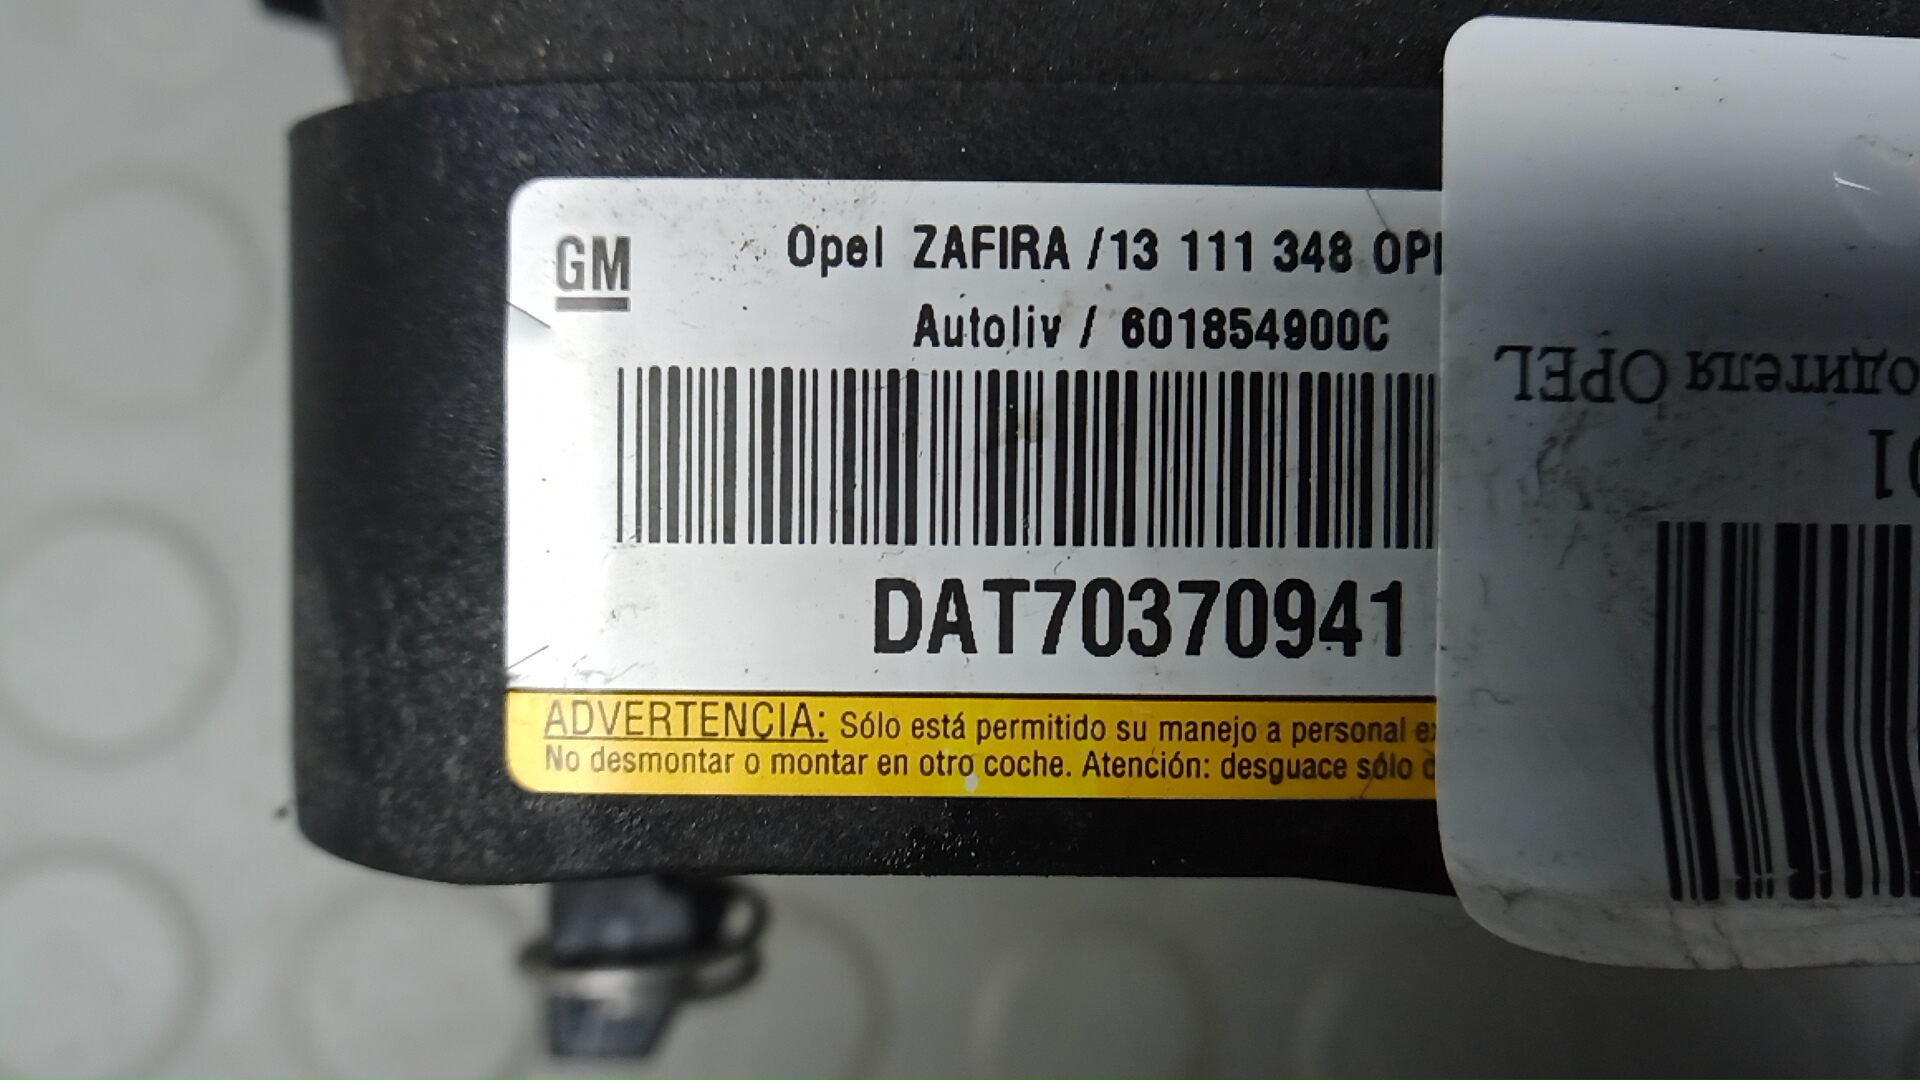 GM
Opel ZAFIRA /13 111 348
Autoliv / 601854900C
DAT70370941
ADVERTENCIA: Sólo está permitido su manejo a personal
No desmontar o montar en otro coche. Atención: desguace sólo
OPEL